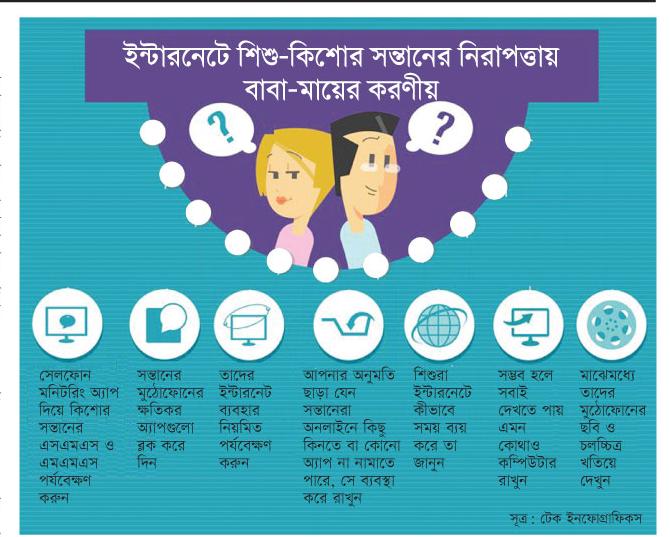 ইন্টারনেটে শিশু-কিশোর সন্তানের নিরাপত্তায়
বাবা-মায়ের করণীয়
?
?
সেলফোন
মনিটরিং অ্যাপ
দিয়ে কিশোর
সন্তানের
এসএমএস ও
এমএমএস
পর্যবেক্ষণ
করুন
সন্তানের
মুঠোফোনের
ক্ষতিকর
অ্যাপগুলো
ব্লক করে
দিন
তাদের
ইন্টারনেট
ব্যবহার
নিয়মিত
পর্যবেক্ষণ
করুন
আপনার অনুমতি
ছাড়া যেন
সন্তানেরা
অনলাইনে কিছু
কিনতে বা কোনো
অ্যাপ না নামাতে
পারে, সে ব্যবস্থা
করে রাখুন
শিশুরা
ইন্টারনেটে
কীভাবে
সময় ব্যয়
করে তা
জানুন
সম্ভব হলে
সবাই
দেখতে পায়
এমন
কোথাও
কম্পিউটার
রাখুন
মাঝেমধ্যে
তাদের
মুঠোফোনের
ছবি ও
চলচ্চিত্র
খতিয়ে
দেখুন
সূত্র : টেক ইনফোগ্রাফিকস